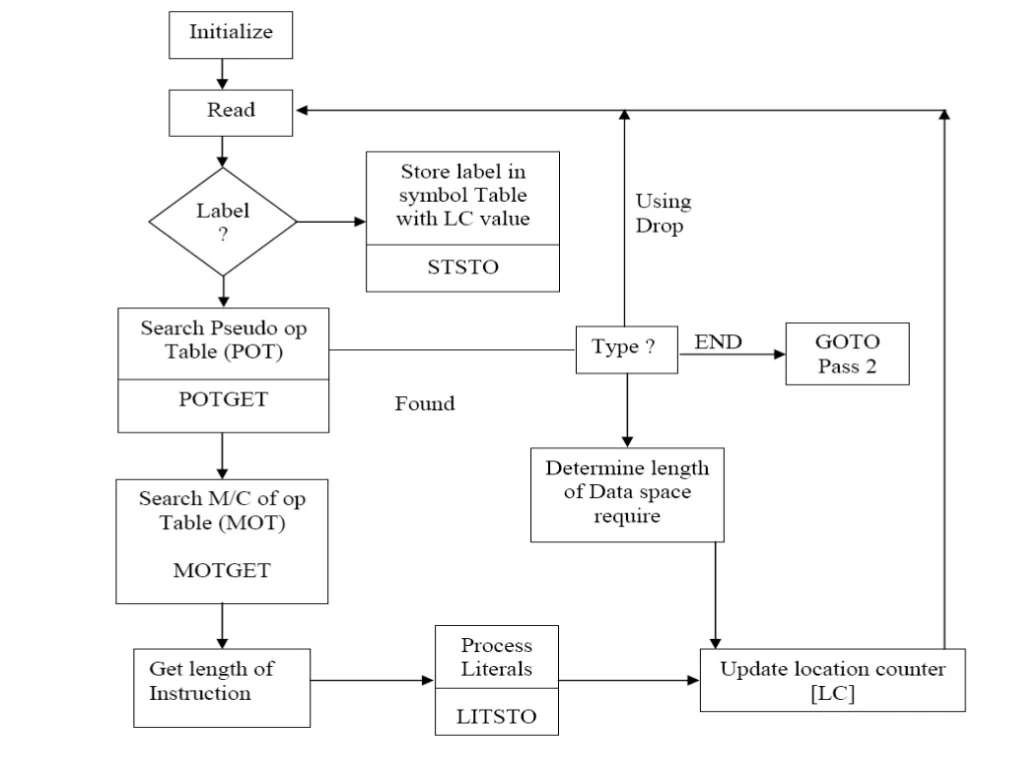 Initialize
Read
Label
?
Store label in
symbol Table
with LC value
STSTO
Using
Drop
Search Pseudo op
Table (POT)
POTGET
Found
Type ?
END
GOTO
Pass 2
Determine length
of Data space
require
Search M/C of op
Table (MOT)
MOTGET
Get length of
Instruction
Process
Literals
LITSTO
Update location counter
[LC]